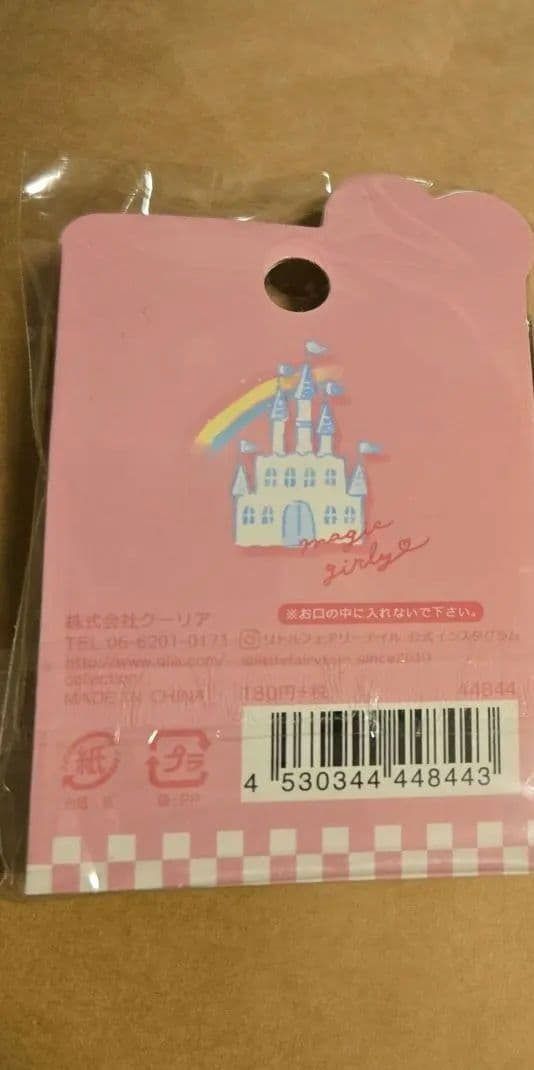 magic
girly
※お口の中に入れないで下さい。
株式会社クーリア
TEL.06-6201-0171
リトルフェアリーテイル 公式インスタグラム
http://www.qlia.com/
since2010
collection/
MADE IN CHINA
180円+税
44844
紙
プラ
袋:PP
4 530344 448443